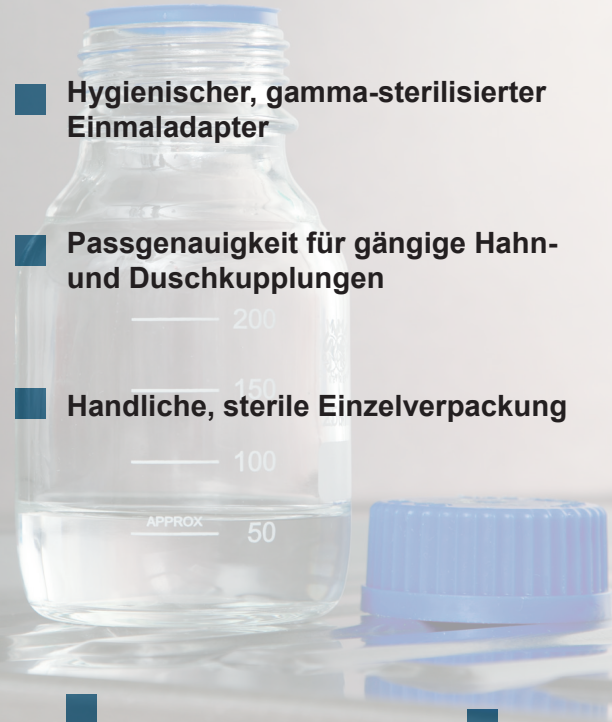 Hygienischer, gamma-sterilisierter
Einmaladapter
Passgenauigkeit für gängige Hahn-
und Duschkupplungen
200
150
Handliche, sterile Einzelverpackung
100
APPROX
50